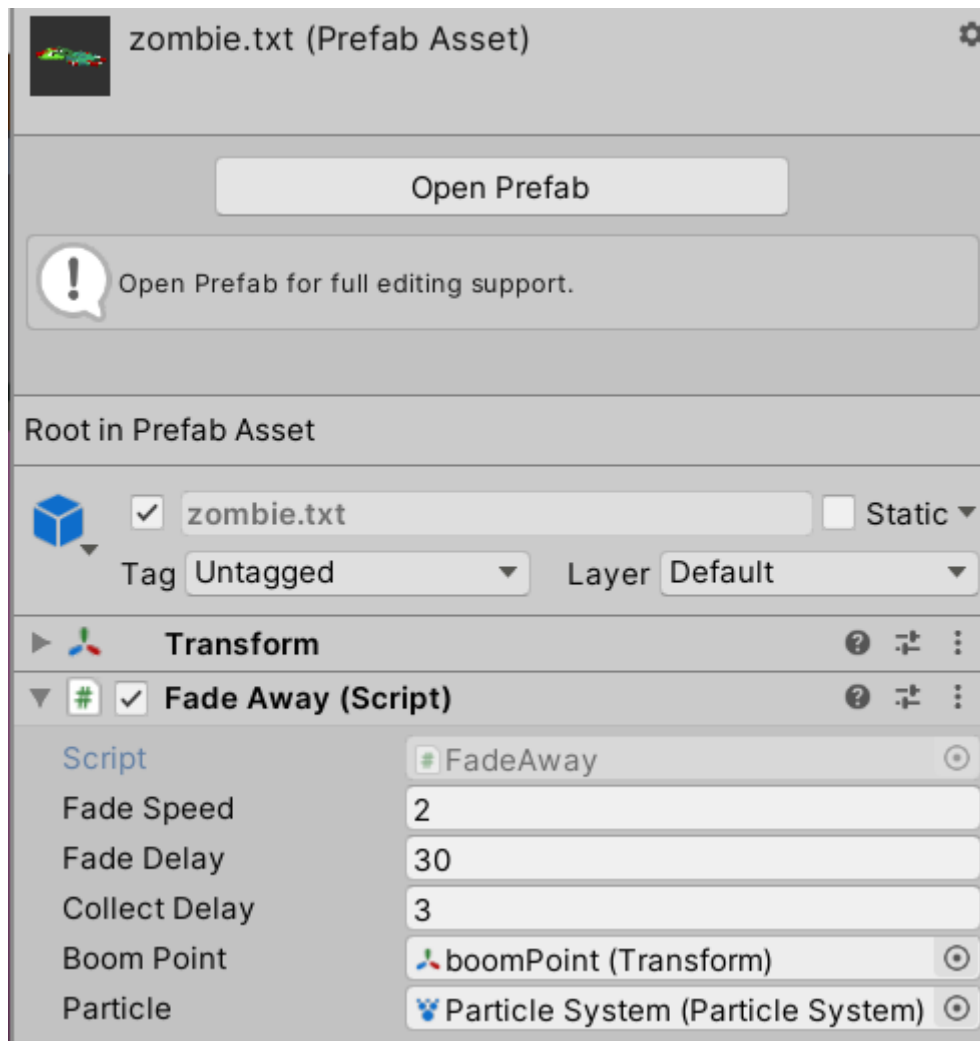 zombie.txt (Prefab Asset)
Open Prefab
Open Prefab for full editing support.
Root in Prefab Asset
zombie.txt Static
Tag Untagged Layer Default
Transform
# Fade Away (Script)
Script # FadeAway
Fade Speed 2
Fade Delay 30
Collect Delay 3
Boom Point boomPoint (Transform)
Particle Particle System (Particle System)